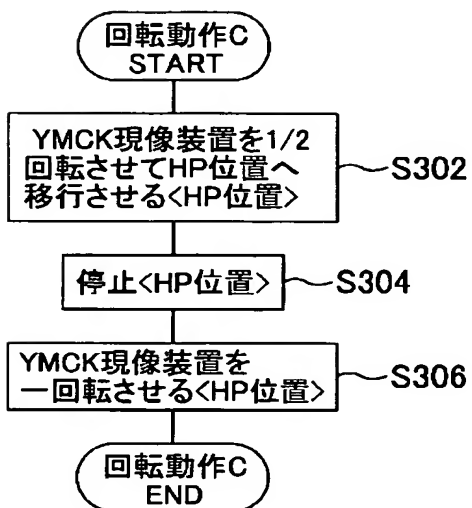 回転動作C
START
YMCK現像装置を1/2
回転させてHP位置へ
移行させる<HP位置>
S302
停止<HP位置>
S304
YMCK現像装置を
一回転させる<HP位置>
S306
回転動作C
END